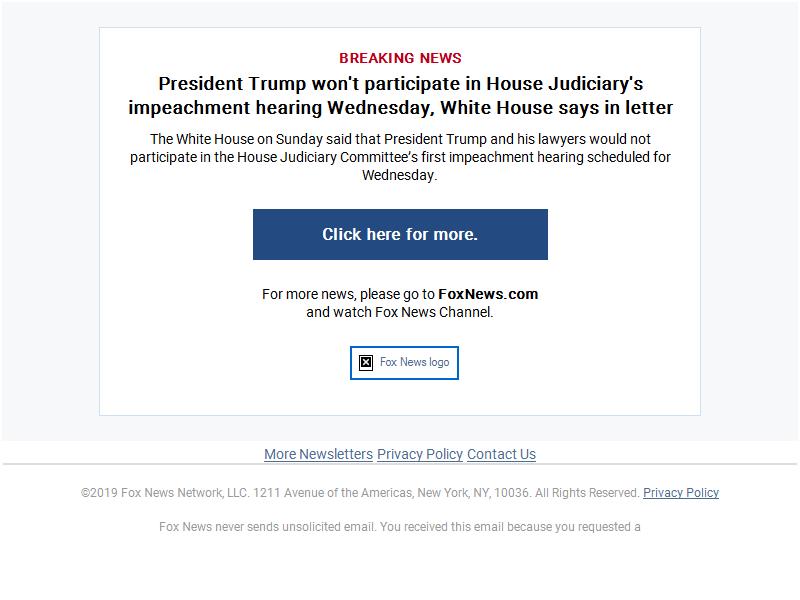 BREAKING NEWS
President Trump won't participate in House Judiciary's
impeachment hearing Wednesday, White House says in letter
The White House on Sunday said that President Trump and his lawyers would not
participate in the House Judiciary Committee’s first impeachment hearing scheduled for
Wednesday.
Click here for more.
For more news, please go to FoxNews.com
and watch Fox News Channel.
Fox News logo
More Newsletters Privacy Policy Contact Us
©2019 Fox News Network, LLC. 1211 Avenue of the Americas, New York, NY, 10036. All Rights Reserved. Privacy Policy
Fox News never sends unsolicited email. You received this email because you requested a